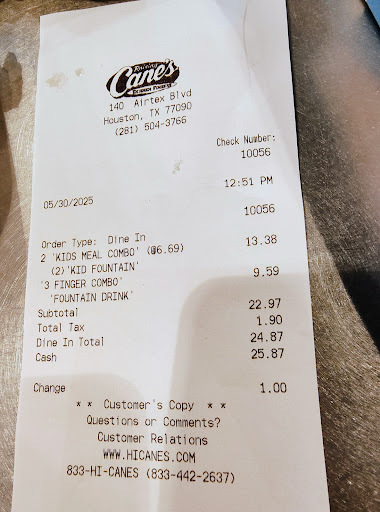 Raising
Cane's
CHICKEN FINGERS
140 Airtex Blvd
Houston, TX 77090
(281) 504-3766
Check Number:
10056
05/30/2025 12:51 PM
10056
Order Type: Dine In
2 'KIDS MEAL COMBO' (@6.69) 13.38
(2)'KID FOUNTAIN'
'3 FINGER COMBO' 9.59
'FOUNTAIN DRINK'
Subtotal 22.97
Total Tax 1.90
Dine In Total 24.87
Cash 25.87
Change 1.00
* * Customer's Copy * *
Questions or Comments?
Customer Relations
WWW.HICANES.COM
833-HI-CANES (833-442-2637)